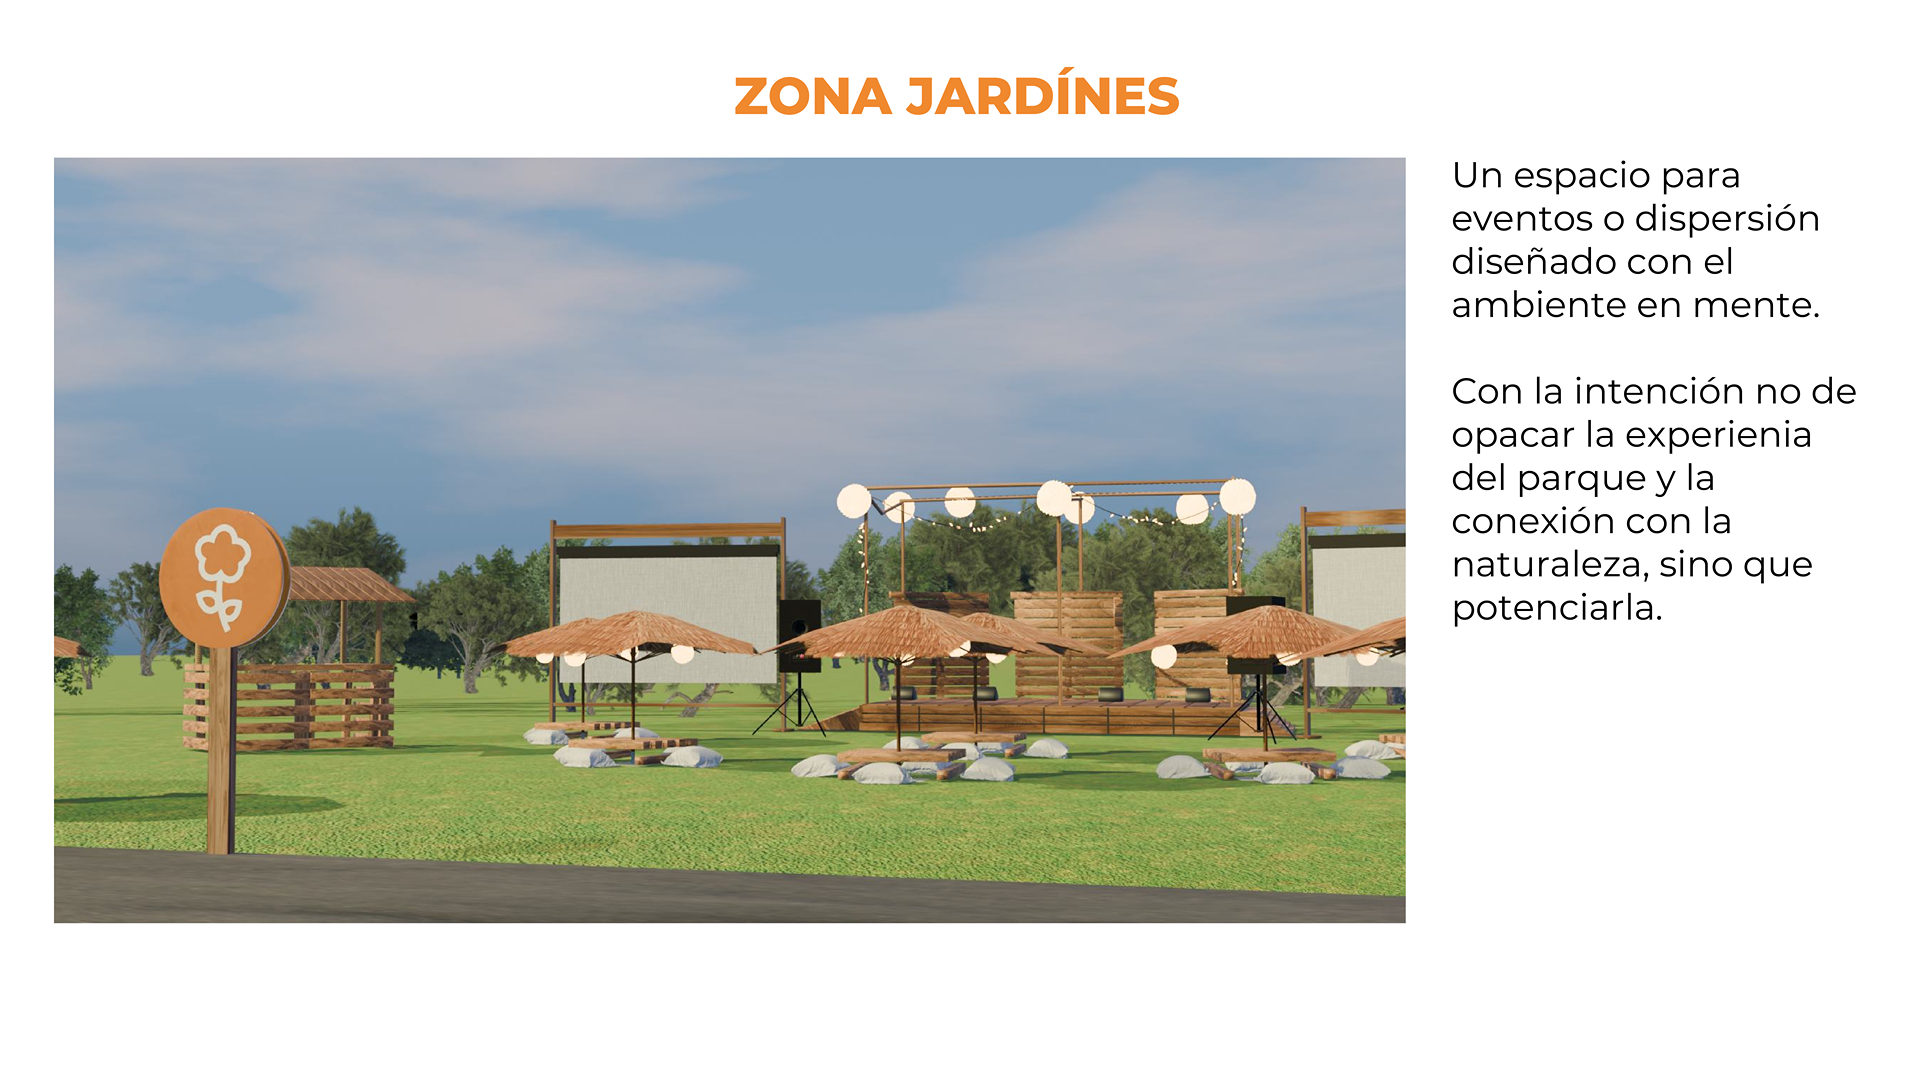 ZONA JARDÍNES
Un espacio para
eventos o dispersión
diseñado con el
ambiente en mente.
Con la intención no de
opacar la experienia
del parque y la
conexión con la
naturaleza, sino que
potenciarla.